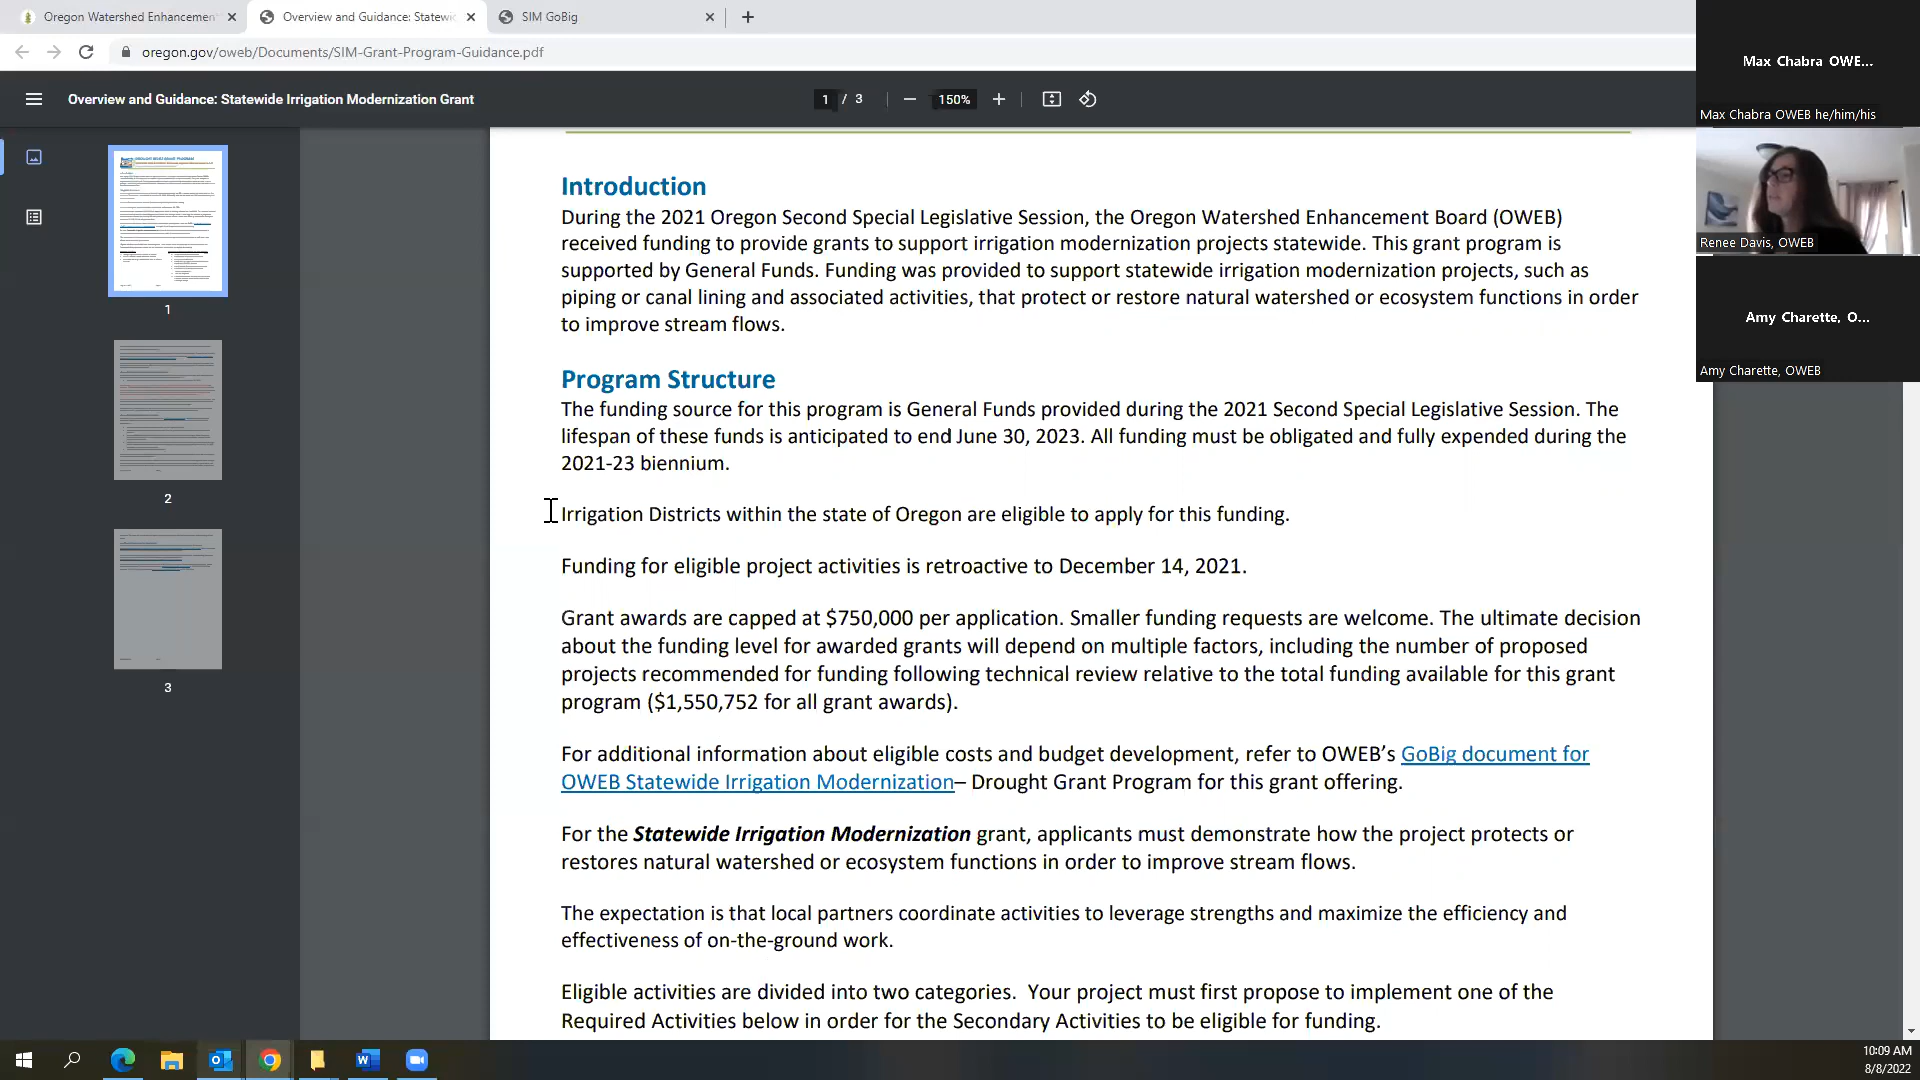 Oregon Watershed Enhancement
Overview and Guidance: Statewi
SIM GoBig
oregon.gov/oweb/Documents/SIM-Grant-Program-Guidance.pdf
Overview and Guidance: Statewide Irrigation Modernization Grant
1 / 3
150%
1
2
3
Introduction
During the 2021 Oregon Second Special Legislative Session, the Oregon Watershed Enhancement Board (OWEB)
received funding to provide grants to support irrigation modernization projects statewide. This grant program is
supported by General Funds. Funding was provided to support statewide irrigation modernization projects, such as
piping or canal lining and associated activities, that protect or restore natural watershed or ecosystem functions in order
to improve stream flows.
Program Structure
The funding source for this program is General Funds provided during the 2021 Second Special Legislative Session. The
lifespan of these funds is anticipated to end June 30, 2023. All funding must be obligated and fully expended during the
2021-23 biennium.
Irrigation Districts within the state of Oregon are eligible to apply for this funding.
Funding for eligible project activities is retroactive to December 14, 2021.
Grant awards are capped at $750,000 per application. Smaller funding requests are welcome. The ultimate decision
about the funding level for awarded grants will depend on multiple factors, including the number of proposed
projects recommended for funding following technical review relative to the total funding available for this grant
program ($1,550,752 for all grant awards).
For additional information about eligible costs and budget development, refer to OWEB’s GoBig document for
OWEB Statewide Irrigation Modernization– Drought Grant Program for this grant offering.
For the Statewide Irrigation Modernization grant, applicants must demonstrate how the project protects or
restores natural watershed or ecosystem functions in order to improve stream flows.
The expectation is that local partners coordinate activities to leverage strengths and maximize the efficiency and
effectiveness of on-the-ground work.
Eligible activities are divided into two categories.  Your project must first propose to implement one of the
Required Activities below in order for the Secondary Activities to be eligible for funding.
Max Chabra OWE...
Max Chabra OWEB he/him/his
Renee Davis, OWEB
Amy Charette, O...
Amy Charette, OWEB
10:09 AM
8/8/2022